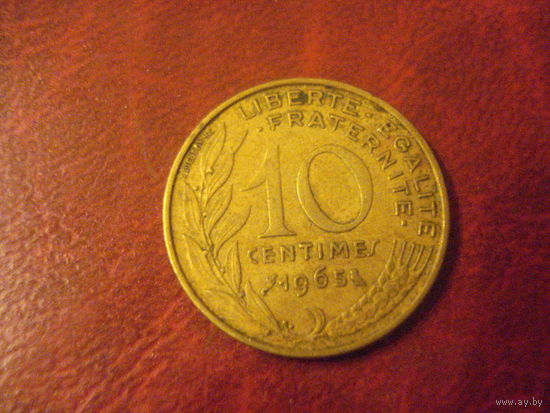 LIBERTE · EGALITE
· FRATERNITE ·
10
CENTIMES
1965
www.ay.by